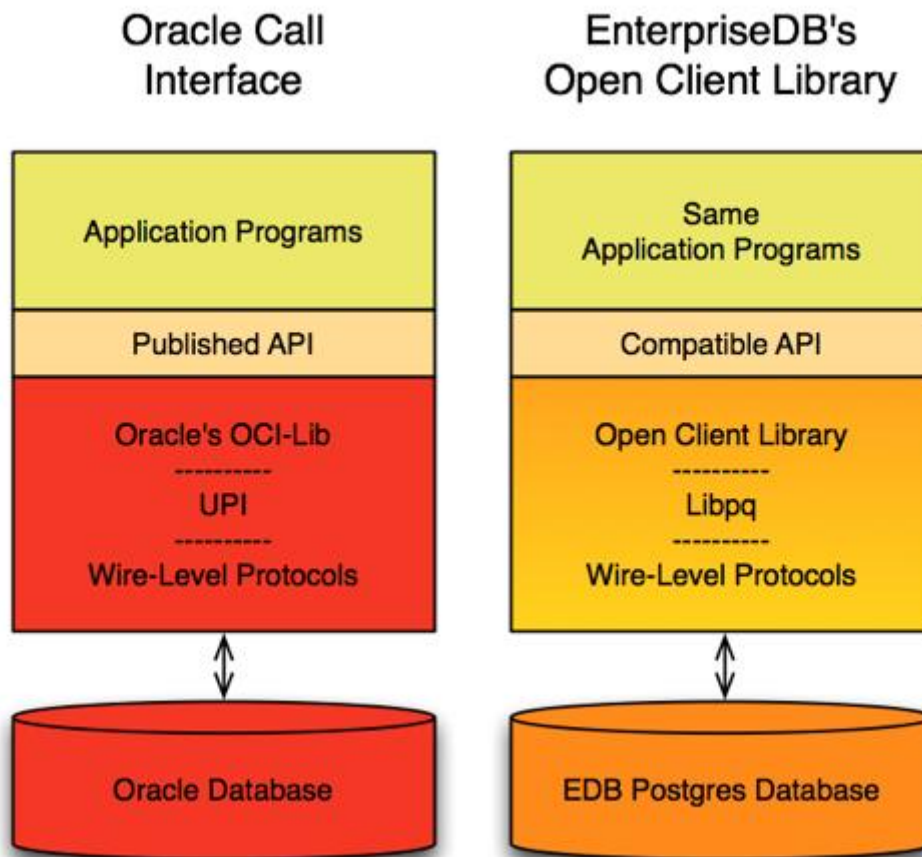 Oracle Call
Interface
Application Programs
Published API
Oracle's OCI-Lib
----------
UPI
----------
Wire-Level Protocols
Oracle Database
EnterpriseDB's
Open Client Library
Same
Application Programs
Compatible API
Open Client Library
----------
Libpq
----------
Wire-Level Protocols
EDB Postgres Database